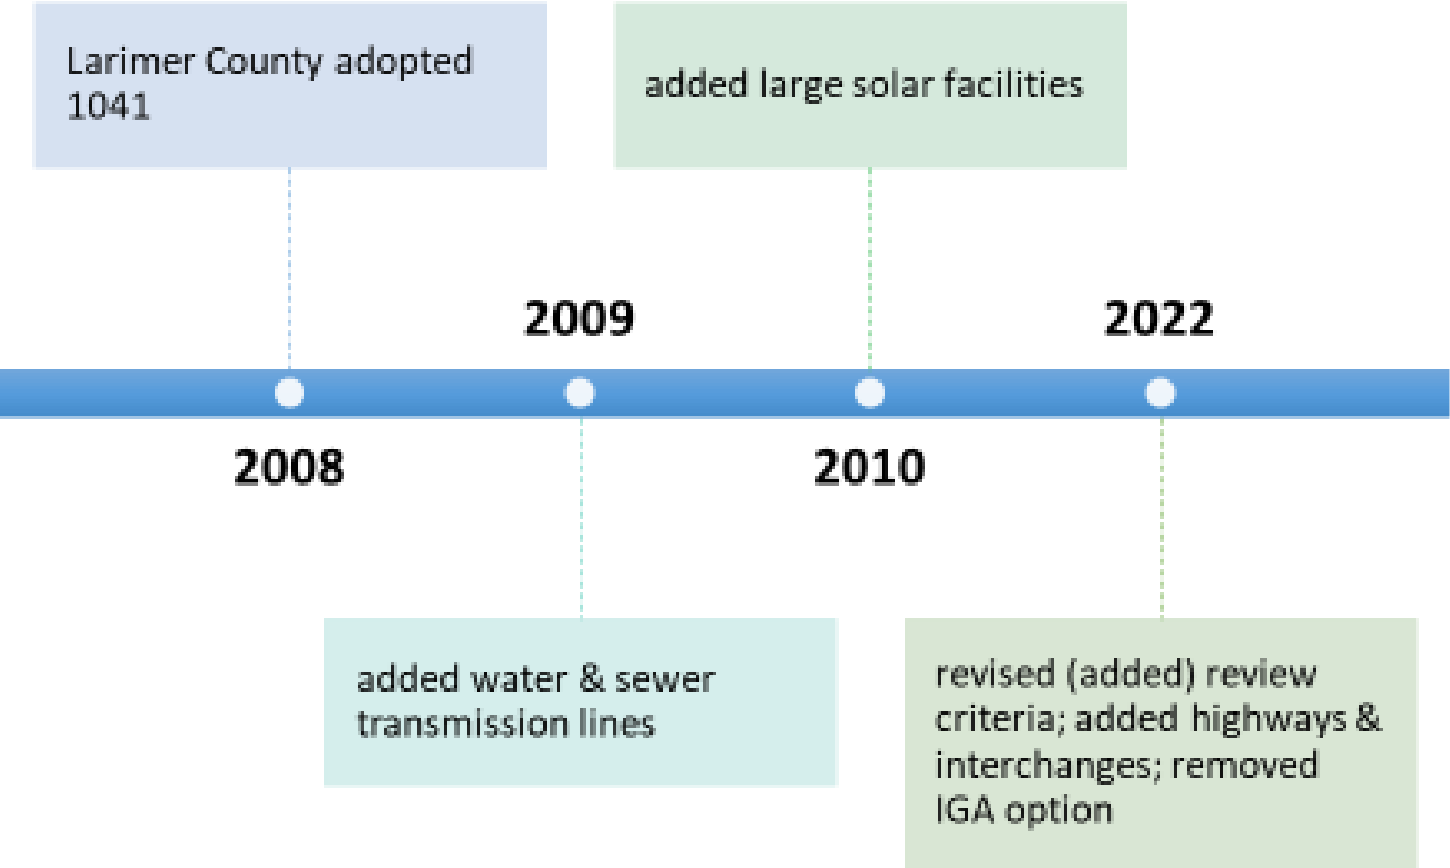 Larimer County adopted
1041
added large solar facilities
2009
2022
2008
2010
added water & sewer
transmission lines
revised (added) review
criteria; added highways &
interchanges; removed
IGA option